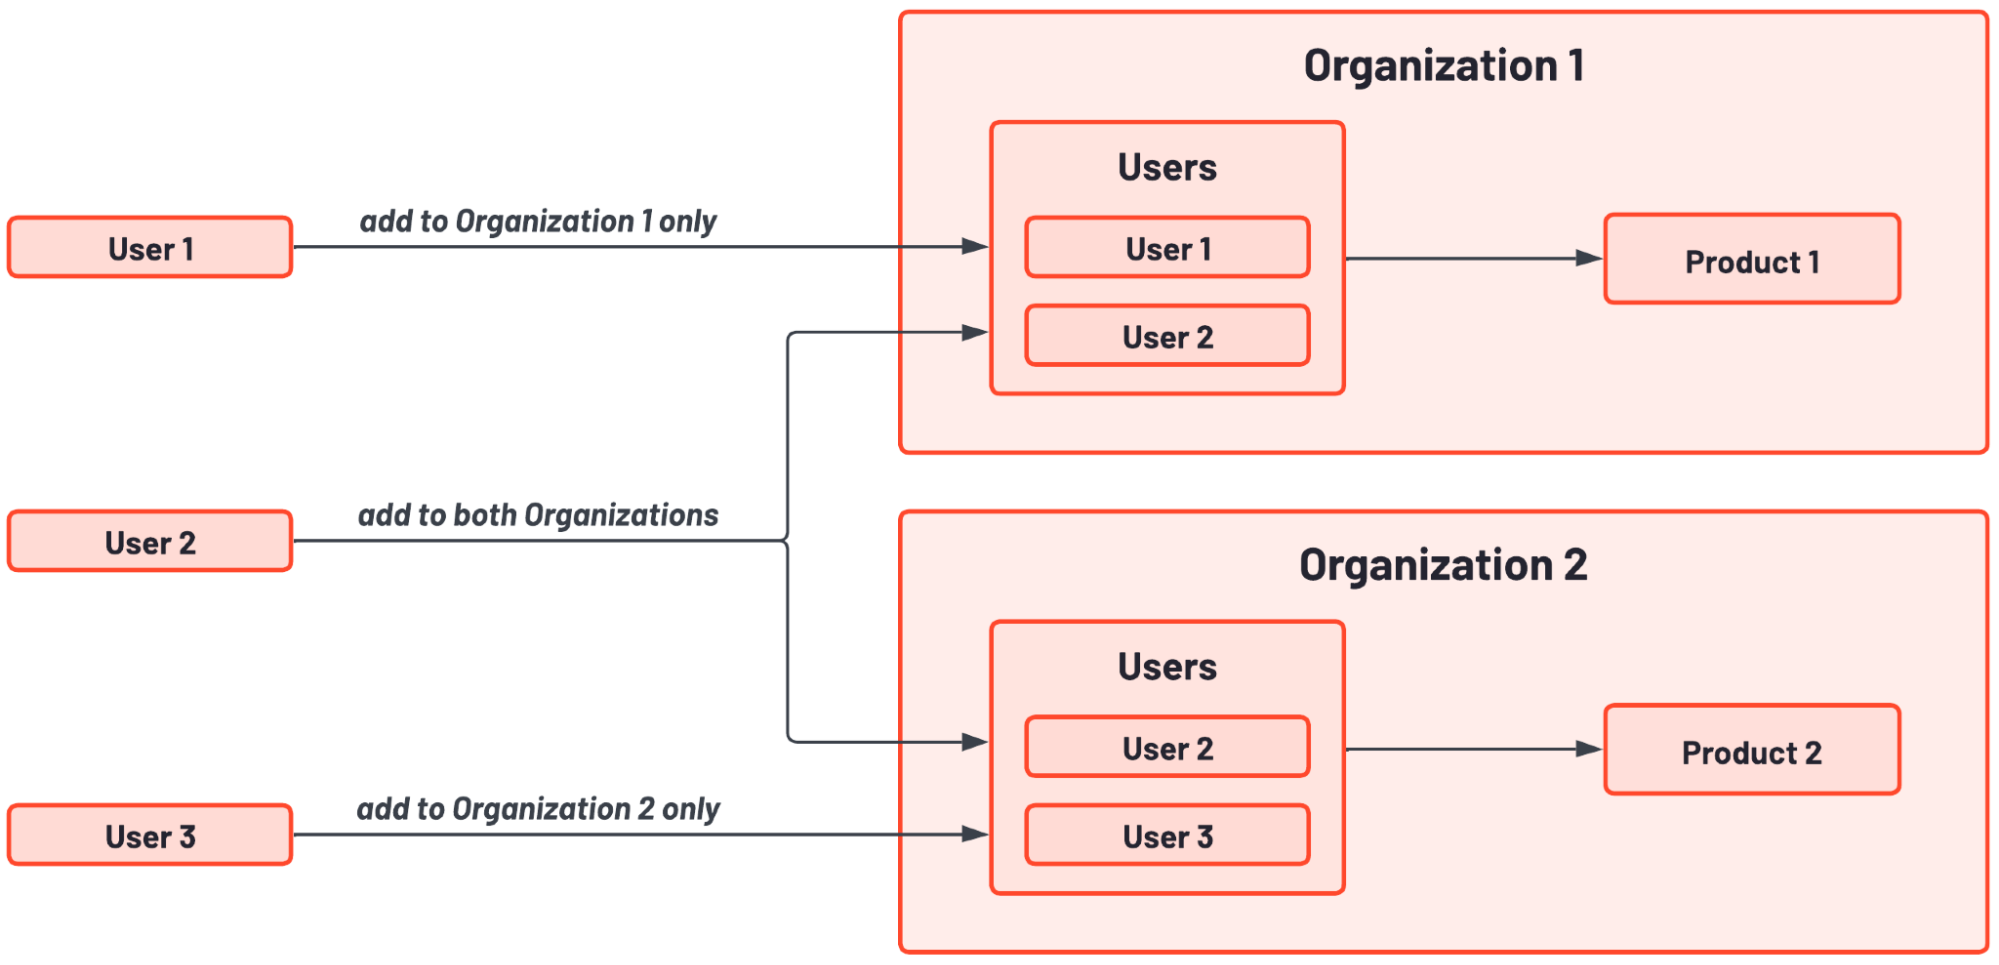 Organization 1
Users
add to Organization 1 only
User 1
User 1
Product 1
User 2
add to both Organizations
User 2
Organization 2
Users
User 2
Product 2
add to Organization 2 only
User 3
User 3